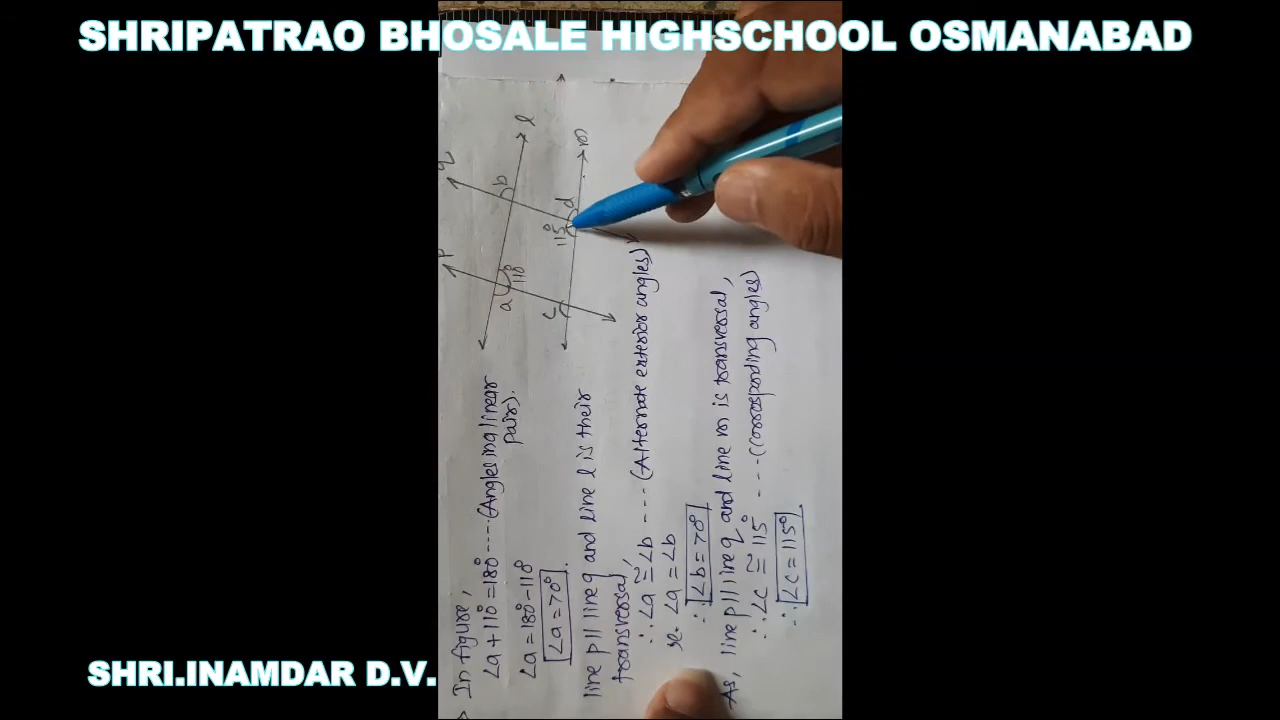 SHRIPATRAO BHOSALE HIGHSCHOOL OSMANABAD
> In figure,
∠a + 110° = 180° ---- (Angles in a linear
pair).
∠a = 180° - 110°
∠a = 70°.
line p || line q and line l is their
transversal,
∴ ∠a ≅ ∠b ---- (Alternate exterior angles)
∠a = ∠b
∴ ∠b = 70°
As, line p || line q and line m is transversal,
∴ ∠c ≅ 115° ---- (corresponding angles)
∴ ∠c = 115°.
p
q
l
m
a
110°
b
c
115°
d
SHRI.INAMDAR D.V.